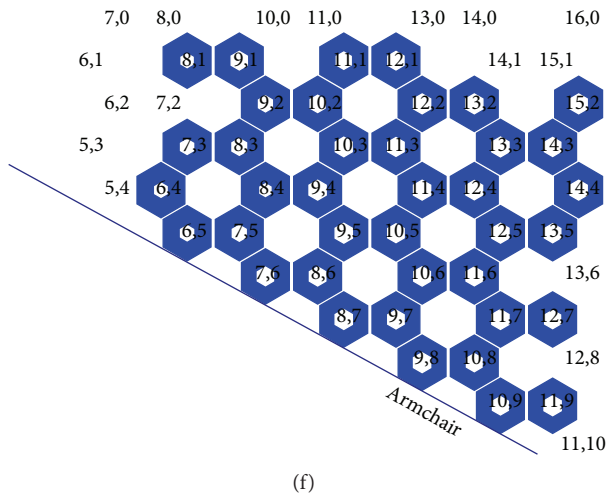 7,0 8,0 10,0 11,0 13,0 14,0 16,0
6,1 8,1 9,1 11,1 12,1 14,1 15,1
6,2 7,2 9,2 10,2 12,2 13,2 15,2
5,3 7,3 8,3 10,3 11,3 13,3 14,3
5,4 6,4 8,4 9,4 11,4 12,4 14,4
6,5 7,5 9,5 10,5 12,5 13,5
7,6 8,6 10,6 11,6 13,6
8,7 9,7 11,7 12,7
9,8 10,8 12,8
10,9 11,9
Armchair
11,10
(f)